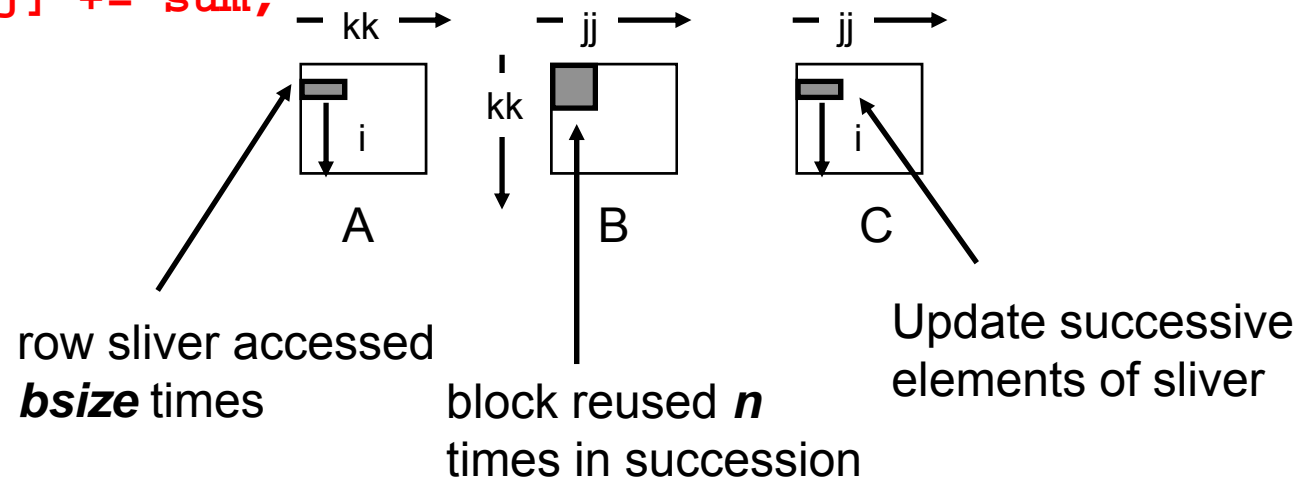 j] += sum;
kk jj jj
kk
i i
A B C
row sliver accessed
bsize times
block reused n
times in succession
Update successive
elements of sliver